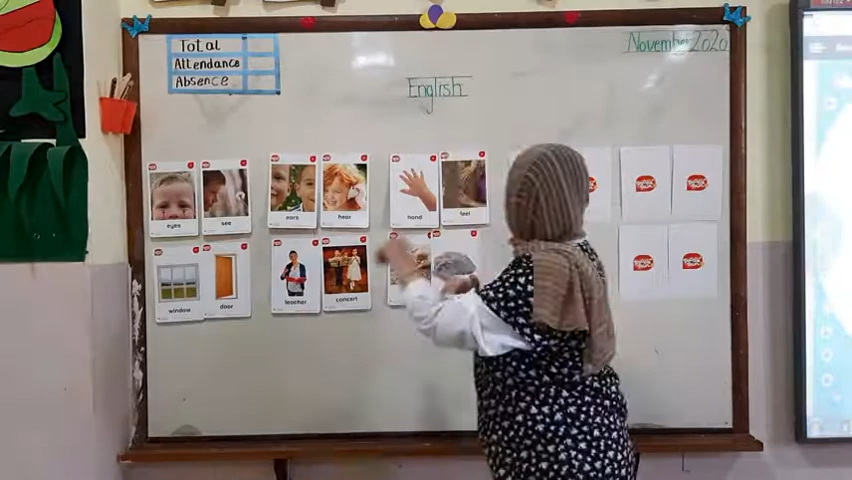 Total
Attendance
Absence
English
November 2020
eyes
see
ears
hear
hand
feel
window
door
teacher
concert